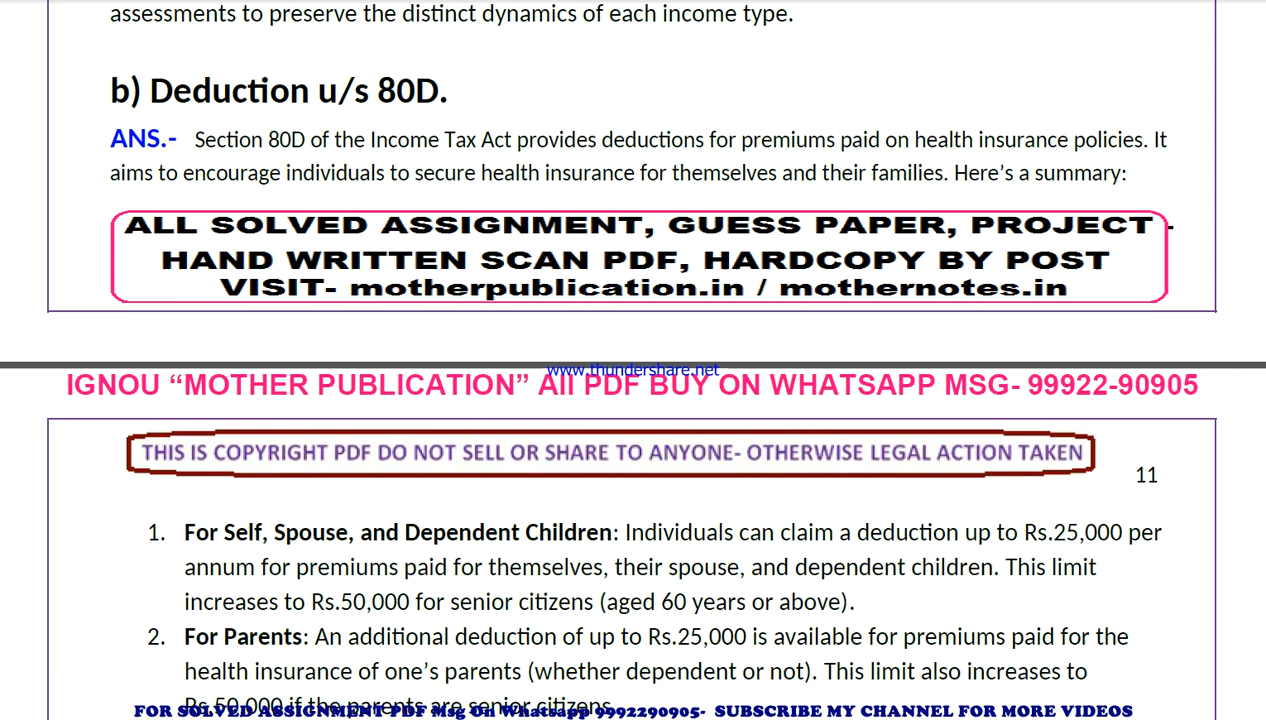 assessments to preserve the distinct dynamics of each income type.
b) Deduction u/s 80D.
ANS.- Section 80D of the Income Tax Act provides deductions for premiums paid on health insurance policies. It
aims to encourage individuals to secure health insurance for themselves and their families. Here's a summary:
ALL SOLVED ASSIGNMENT, GUESS PAPER, PROJECT -
HAND WRITTEN SCAN PDF, HARDCOPY BY POST
VISIT- motherpublication.in / mothernotes.in
www.thundershare.net
IGNOU “MOTHER PUBLICATION” All PDF BUY ON WHATSAPP MSG- 99922-90905
THIS IS COPYRIGHT PDF DO NOT SELL OR SHARE TO ANYONE- OTHERWISE LEGAL ACTION TAKEN
11
1. For Self, Spouse, and Dependent Children: Individuals can claim a deduction up to Rs.25,000 per
annum for premiums paid for themselves, their spouse, and dependent children. This limit
increases to Rs.50,000 for senior citizens (aged 60 years or above).
2. For Parents: An additional deduction of up to Rs.25,000 is available for premiums paid for the
health insurance of one's parents (whether dependent or not). This limit also increases to
Rs.50,000 if the parents are senior citizens.
FOR SOLVED ASSIGNMENT PDF Msg On Whatsapp 9992290905- SUBSCRIBE MY CHANNEL FOR MORE VIDEOS